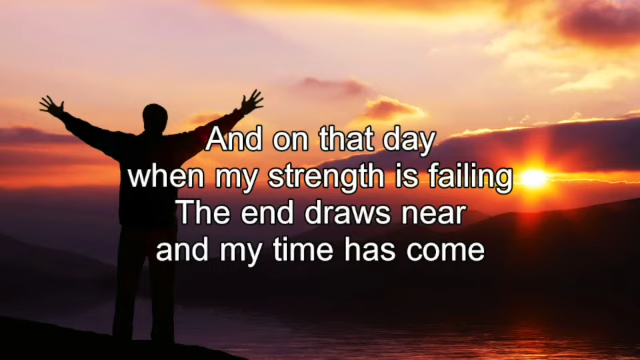 And on that day
when my strength is failing
The end draws near
and my time has come